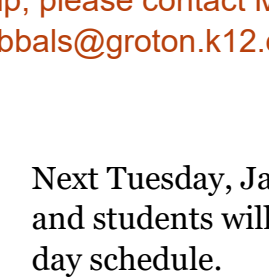 please contact
bbals@groton.k12.
Next Tuesday, Ja
and students will
day schedule.